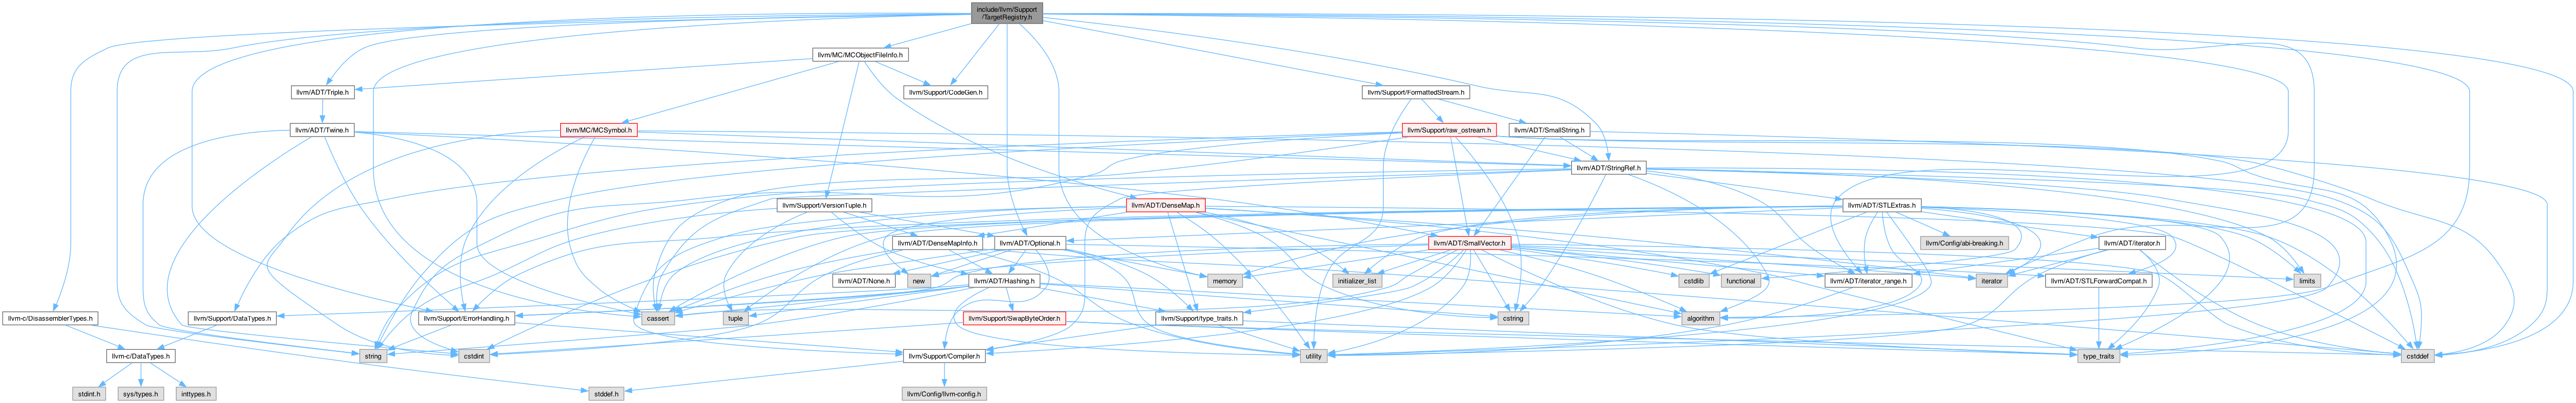 include/llvm/Support
/TargetRegistry.h
llvm/MC/MCObjectFileInfo.h
llvm/ADT/Triple.h
llvm/Support/CodeGen.h
llvm/Support/FormattedStream.h
llvm/ADT/Twine.h
llvm/MC/MCSymbol.h
llvm/Support/raw_ostream.h
llvm/ADT/SmallString.h
llvm/ADT/StringRef.h
llvm/Support/VersionTuple.h
llvm/ADT/DenseMap.h
llvm/ADT/STLExtras.h
llvm/ADT/DenseMapInfo.h
llvm/ADT/Optional.h
llvm/ADT/SmallVector.h
llvm/Config/abi-breaking.h
llvm/ADT/iterator.h
llvm/ADT/None.h
new
llvm/ADT/Hashing.h
memory
initializer_list
cstdlib
functional
llvm/ADT/iterator_range.h
iterator
llvm/ADT/STLForwardCompat.h
limits
llvm-c/DisassemblerTypes.h
llvm/Support/DataTypes.h
llvm/Support/ErrorHandling.h
cassert
tuple
llvm/Support/SwapByteOrder.h
llvm/Support/type_traits.h
cstring
algorithm
llvm-c/DataTypes.h
string
cstdint
llvm/Support/Compiler.h
utility
type_traits
cstddef
stdint.h
sys/types.h
inttypes.h
stddef.h
llvm/Config/llvm-config.h